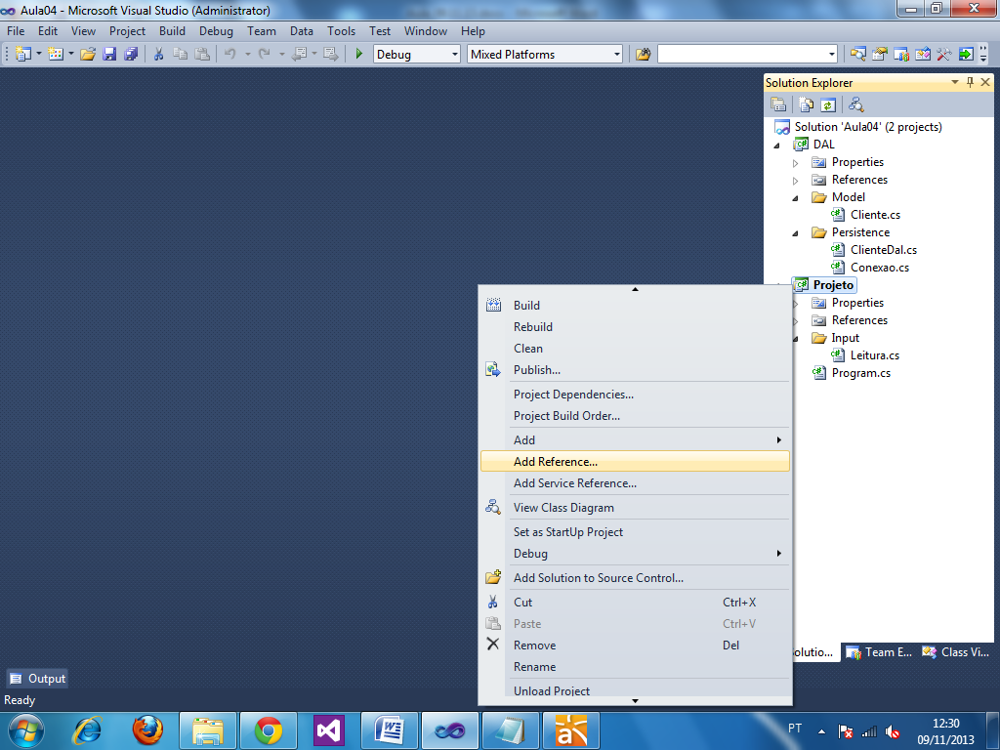 Aula04 - Microsoft Visual Studio (Administrator)
File Edit View Project Build Debug Team Data Tools Test Window Help
Debug Mixed Platforms
Solution Explorer
Solution 'Aula04' (2 projects)
DAL
Properties
References
Model
Cliente.cs
Persistence
ClienteDal.cs
Conexao.cs
Projeto
Properties
References
Input
Leitura.cs
Program.cs
Build
Rebuild
Clean
Publish...
Project Dependencies...
Project Build Order...
Add
Add Reference...
Add Service Reference...
View Class Diagram
Set as StartUp Project
Debug
Add Solution to Source Control...
Cut Ctrl+X
Paste Ctrl+V
Remove Del
Rename
Unload Project
olutio... Team E... Class Vi...
Output
Ready
PT
12:30
09/11/2013